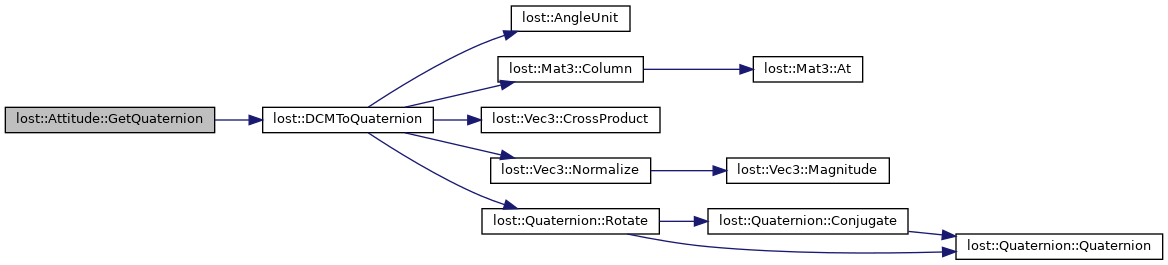 lost::AngleUnit
lost::Mat3::Column
lost::Mat3::At
lost::Attitude::GetQuaternion
lost::DCMToQuaternion
lost::Vec3::CrossProduct
lost::Vec3::Normalize
lost::Vec3::Magnitude
lost::Quaternion::Rotate
lost::Quaternion::Conjugate
lost::Quaternion::Quaternion